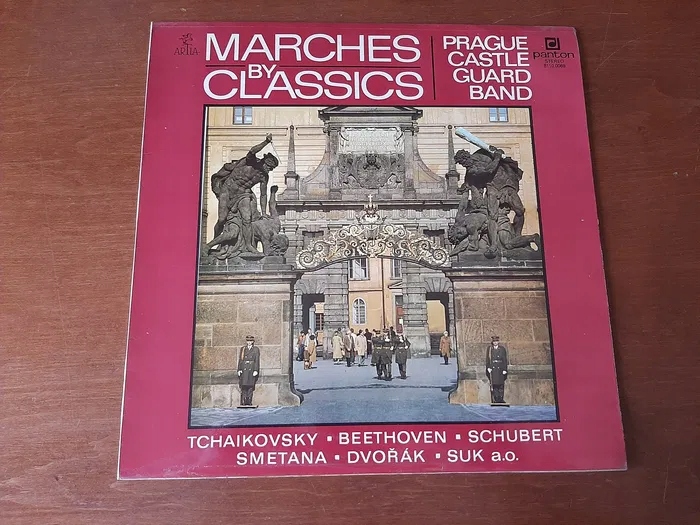 ARTIA
MARCHES
BY
CLASSICS
PRAGUE
CASTLE
GUARD
BAND
panton
STEREO
TCHAIKOVSKY ▪ BEETHOVEN ▪ SCHUBERT
SMETANA ▪ DVOŘÁK ▪ SUK a.o.